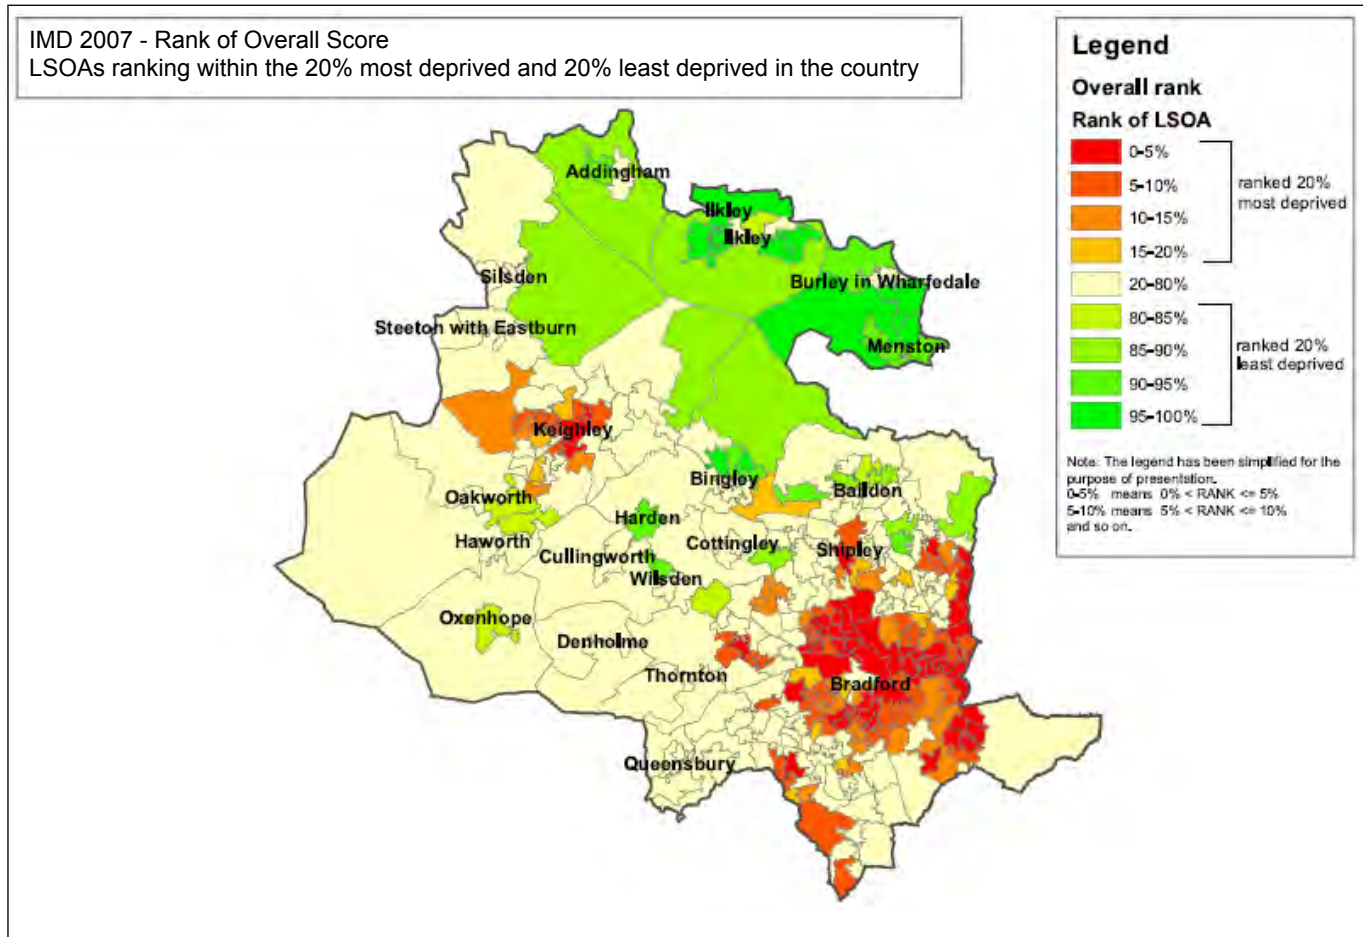 IMD 2007 - Rank of Overall Score
LSOAs ranking within the 20% most deprived and 20% least deprived in the country
Legend
Overall rank
Rank of LSOA
0-5%
5-10%
10-15%
15-20%
20-80%
80-85%
85-90%
90-95%
95-100%
ranked 20%
most deprived
ranked 20%
least deprived
Note: The legend has been simplified for the
purpose of presentation.
0-5% means 0% < RANK <= 5%
5-10% means 5% < RANK <= 10%
and so on.
Addingham
Ilkley
Ilkley
Silsden
Burley in Wharfedale
Steeton with Eastburn
Menston
Keighley
Bingley
Baildon
Oakworth
Harden
Haworth
Cullingworth
Cottingley
Shipley
Wilsden
Oxenhope
Denholme
Thornton
Bradford
Queensbury